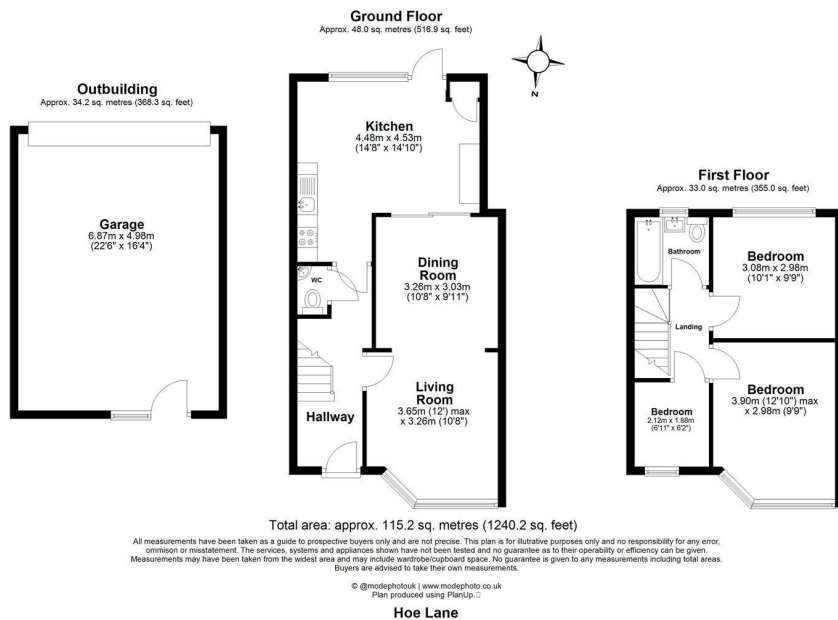 Ground Floor
Approx. 48.0 sq. metres (516.9 sq. feet)
Outbuilding
Approx. 34.2 sq. metres (368.3 sq. feet)
N
Kitchen
4.48m x 4.53m
(14'8" x 14'10")
First Floor
Approx. 33.0 sq. metres (355.0 sq. feet)
Garage
6.87m x 4.98m
(22'6" x 16'4")
Bathroom
Bedroom
3.08m x 2.98m
(10'1" x 9'9")
WC
Dining
Room
3.26m x 3.03m
(10'8" x 9'11")
Landing
Living
Room
3.65m (12') max
x 3.26m (10'8")
Hallway
Bedroom
3.90m (12'10") max
x 2.98m (9'9")
Bedroom
2.12m x 1.88m
(6'11" x 6'2")
Total area: approx. 115.2 sq. metres (1240.2 sq. feet)
All measurements have been taken as a guide to prospective buyers only and are not precise. This plan is for illutrative purposes only and no responsibility for any error,
ommison or misstatement. The services, systems and appliances shown have not been tested and no guarantee as to their operability or efficiency can be given.
Measurements may have been taken from the widest area and may include wardrobe/cupboard space. No guarantee is given to any measurements including total areas.
Buyers are advised to take their own measurements.
© @modephotouk | www.modephoto.co.uk
Plan produced using PlanUp.
Hoe Lane